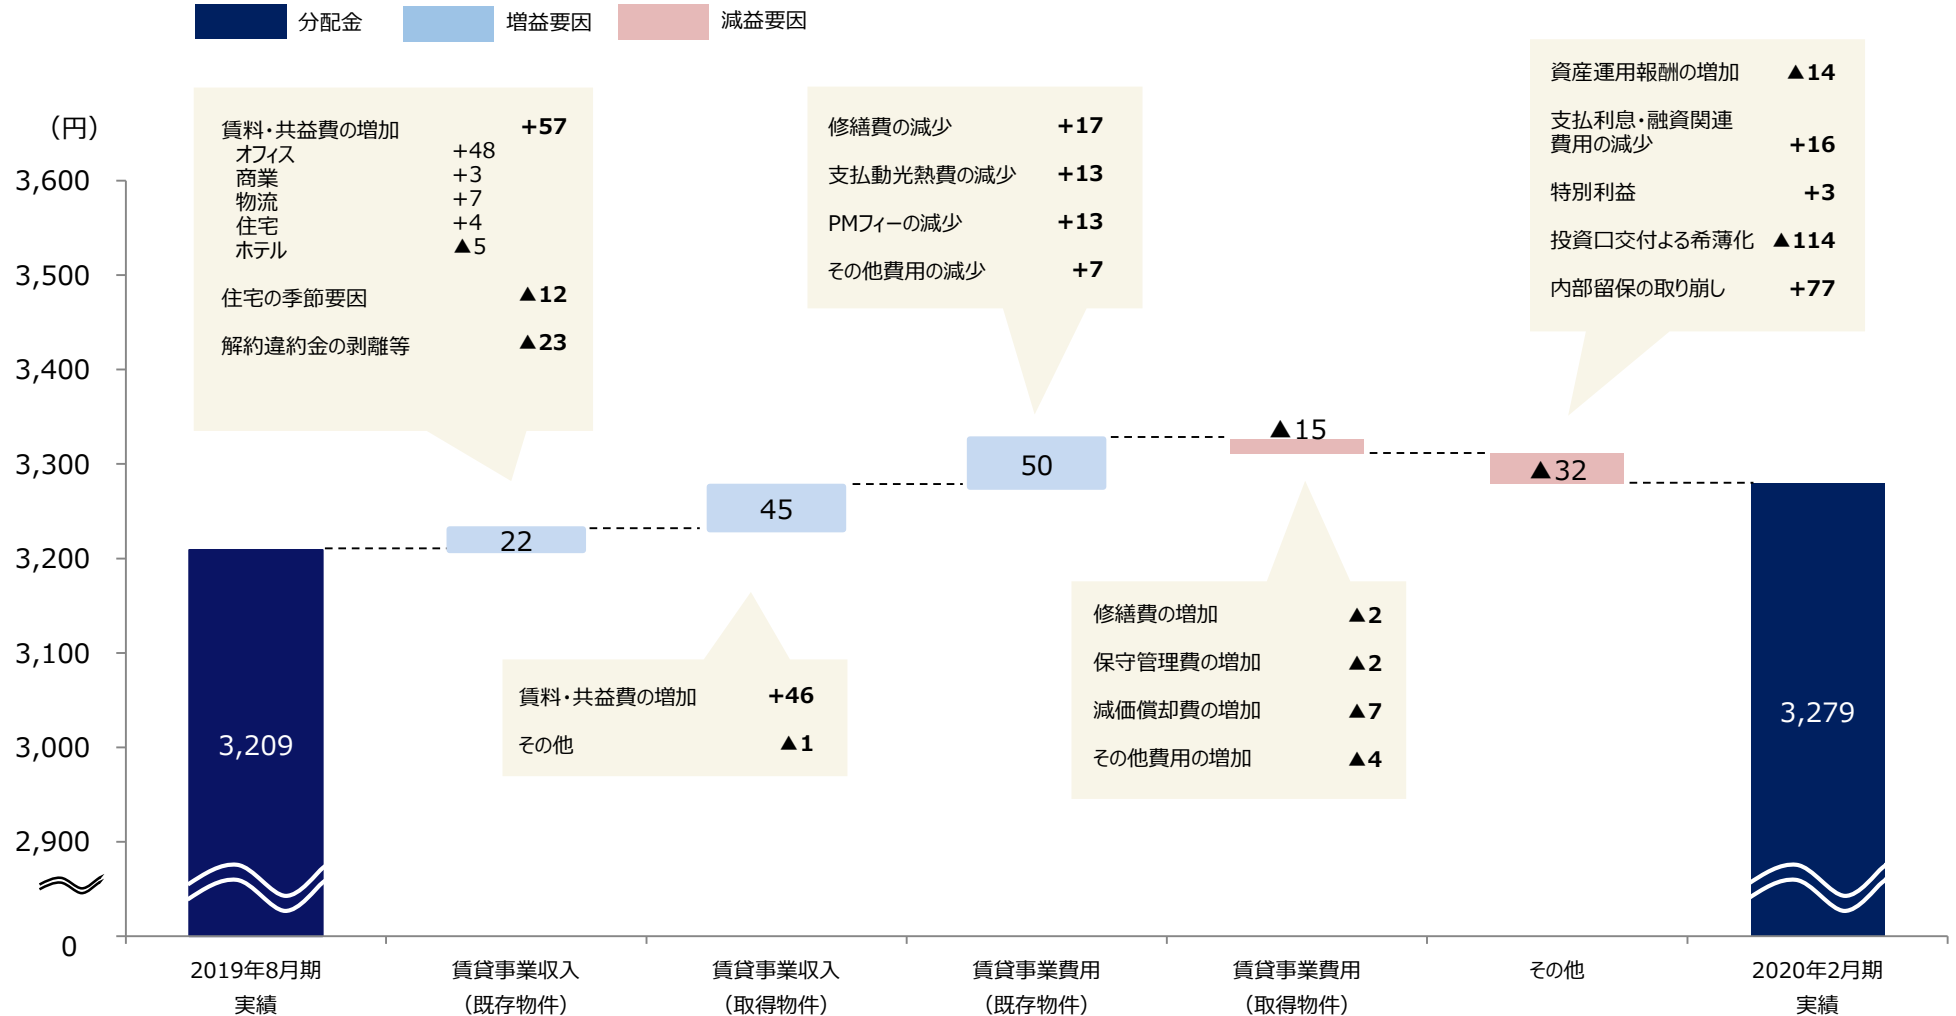 分配金 増益要因 減益要因
(円)
3,600
3,500
3,400
3,300
3,200
3,100
3,000
2,900
0
賃料・共益費の増加 +57
オフィス +48
商業 +3
物流 +7
住宅 +4
ホテル ▲5
住宅の季節要因 ▲12
解約違約金の剥離等 ▲23
修繕費の減少 +17
支払動光熱費の減少 +13
PMフィーの減少 +13
その他費用の減少 +7
資産運用報酬の増加 ▲14
支払利息・融資関連
費用の減少 +16
特別利益 +3
投資口交付よる希薄化 ▲114
内部留保の取り崩し +77
3,209
22
45
50
▲15
▲32
3,279
賃料・共益費の増加 +46
その他 ▲1
修繕費の増加 ▲2
保守管理費の増加 ▲2
減価償却費の増加 ▲7
その他費用の増加 ▲4
2019年8月期
実績
賃貸事業収入
(既存物件)
賃貸事業収入
(取得物件)
賃貸事業費用
(既存物件)
賃貸事業費用
(取得物件)
その他
2020年2月期
実績